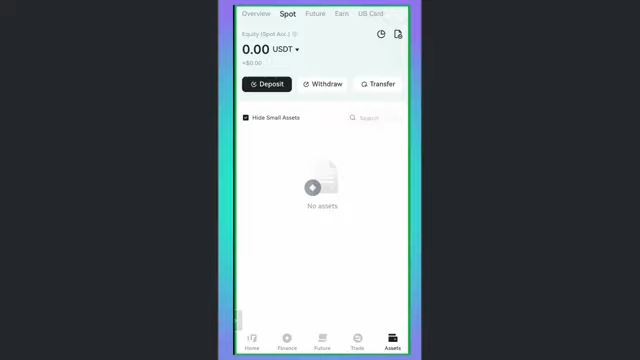 Overview Spot Future Earn US Card
Equity (Spot Acc.)
0.00 USDT
≈$0.00
Deposit Withdraw Transfer
Hide Small Assets Search
No assets
Home Finance Future Trade Assets